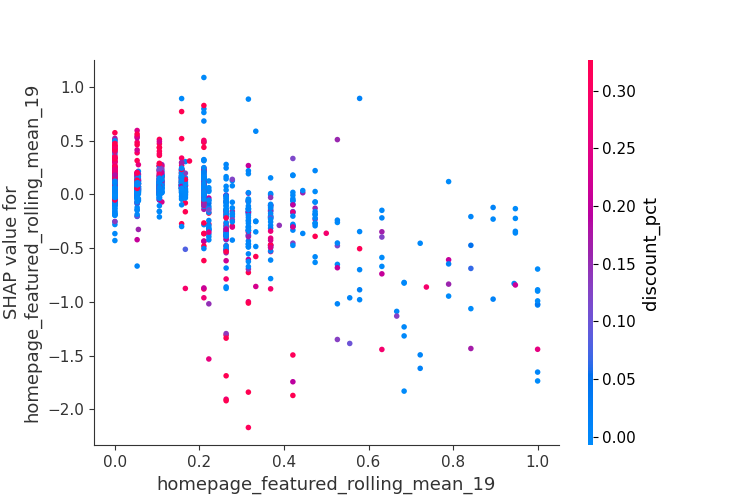 SHAP value for
homepage_featured_rolling_mean_19
1.0
0.5
0.0
−0.5
−1.0
−1.5
−2.0
0.0 0.2 0.4 0.6 0.8 1.0
homepage_featured_rolling_mean_19
0.30
0.25
0.20
0.15
0.10
0.05
0.00
discount_pct